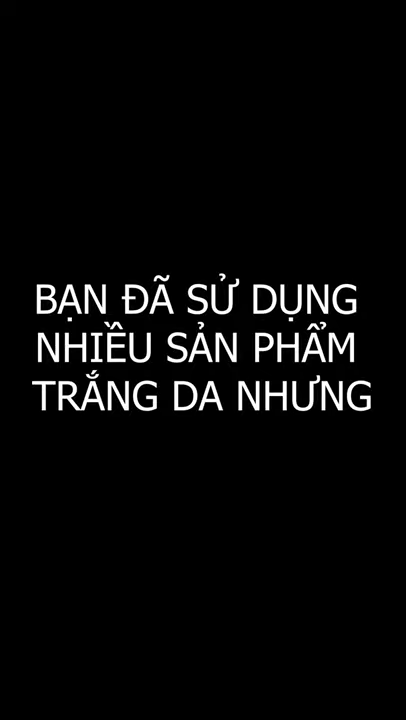 BẠN ĐÃ SỬ DỤNG
NHIỀU SẢN PHẨM
TRẮNG DA NHƯNG